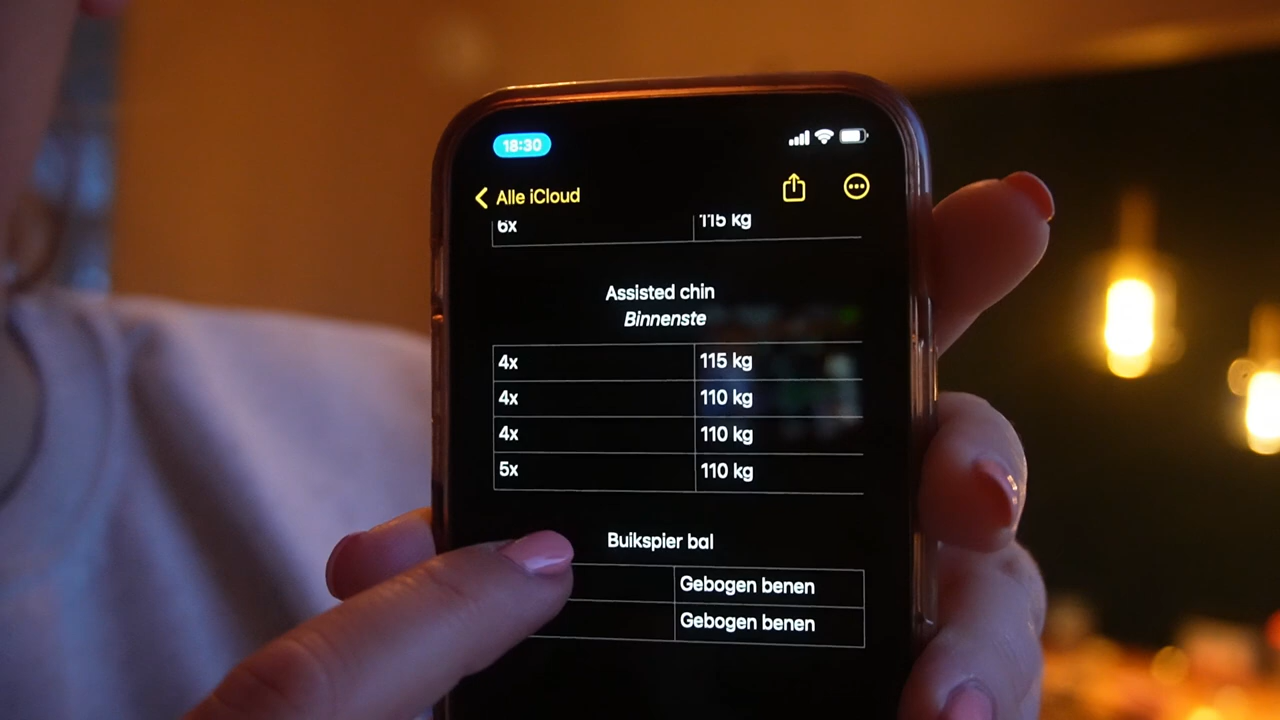 18:30
Alle iCloud
6x 115 kg
Assisted chin
Binnenste
4x 115 kg
4x 110 kg
4x 110 kg
5x 110 kg
Buikspier bal
Gebogen benen
Gebogen benen